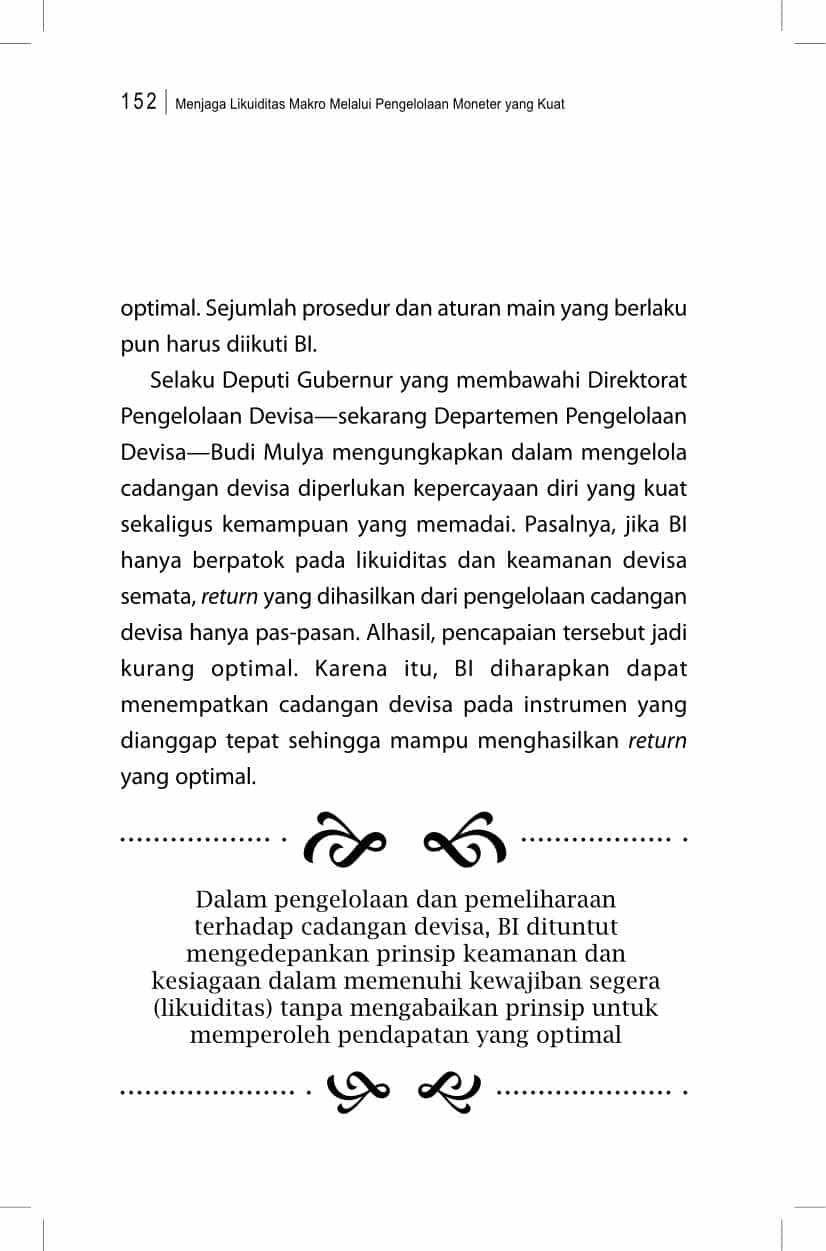 152 | Menjaga Likuiditas Makro Melalui Pengelolaan Moneter yang Kuat
optimal. Sejumlah prosedur dan aturan main yang berlaku
pun harus diikuti BI.
Selaku Deputi Gubernur yang membawahi Direktorat
Pengelolaan Devisa—sekarang Departemen Pengelolaan
Devisa—Budi Mulya mengungkapkan dalam mengelola
cadangan devisa diperlukan kepercayaan diri yang kuat
sekaligus kemampuan yang memadai. Pasalnya, jika BI
hanya berpatok pada likuiditas dan keamanan devisa
semata, return yang dihasilkan dari pengelolaan cadangan
devisa hanya pas-pasan. Alhasil, pencapaian tersebut jadi
kurang optimal. Karena itu, BI diharapkan dapat
menempatkan cadangan devisa pada instrumen yang
dianggap tepat sehingga mampu menghasilkan return
yang optimal.
Dalam pengelolaan dan pemeliharaan
terhadap cadangan devisa, BI dituntut
mengedepankan prinsip keamanan dan
kesiagaan dalam memenuhi kewajiban segera
(likuiditas) tanpa mengabaikan prinsip untuk
memperoleh pendapatan yang optimal